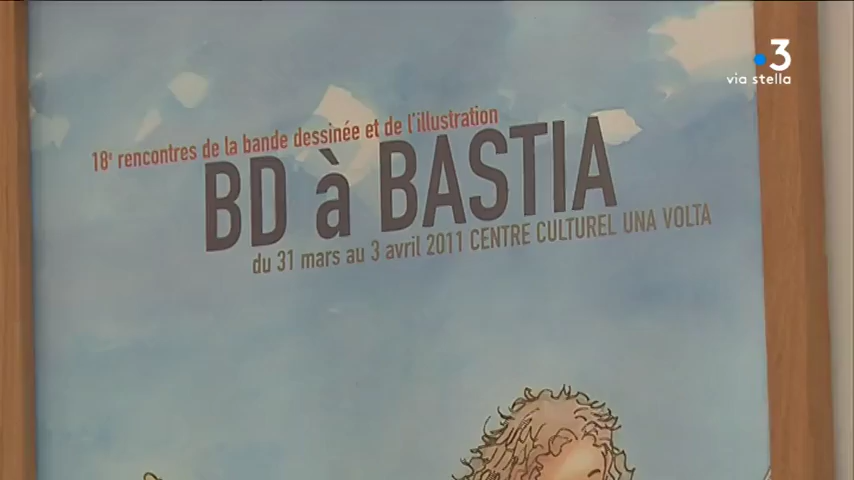 3
via stella
18e rencontres de la bande dessinée et de l'illustration
BD à BASTIA
du 31 mars au 3 avril 2011 CENTRE CULTUREL UNA VOLTA